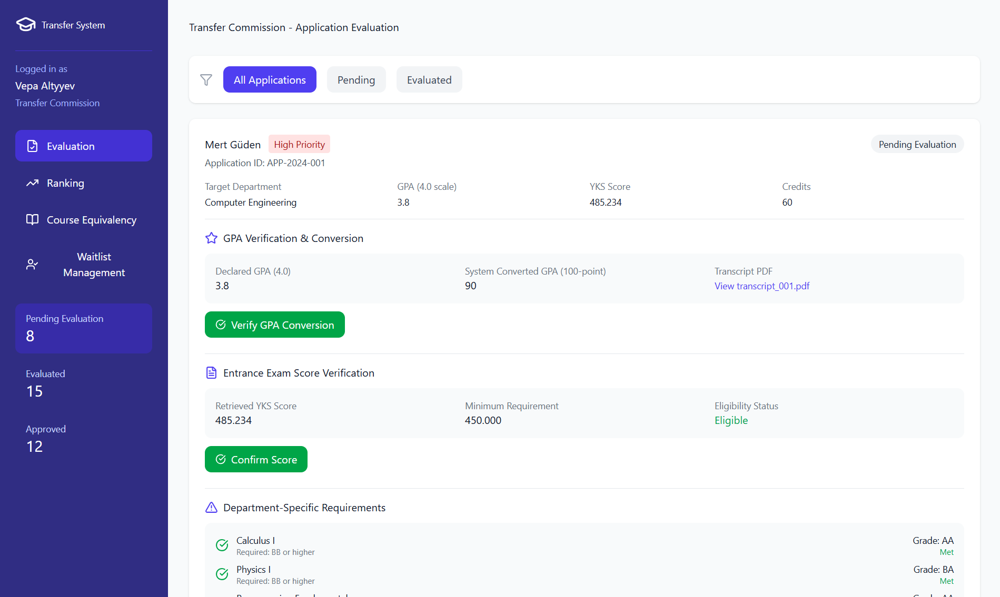 Transfer System
Logged in as
Vepa Altyyev
Transfer Commission
Evaluation
Ranking
Course Equivalency
Waitlist
Management
Pending Evaluation
8
Evaluated
15
Approved
12
Transfer Commission - Application Evaluation
All Applications
Pending
Evaluated
Mert Güden
High Priority
Pending Evaluation
Application ID: APP-2024-001
Target Department
GPA (4.0 scale)
YKS Score
Credits
Computer Engineering
3.8
485.234
60
GPA Verification & Conversion
Declared GPA (4.0)
System Converted GPA (100-point)
Transcript PDF
3.8
90
View transcript_001.pdf
Verify GPA Conversion
Entrance Exam Score Verification
Retrieved YKS Score
Minimum Requirement
Eligibility Status
485.234
450.000
Eligible
Confirm Score
Department-Specific Requirements
Calculus I
Grade: AA
Required: BB or higher
Met
Physics I
Grade: BA
Required: BB or higher
Met